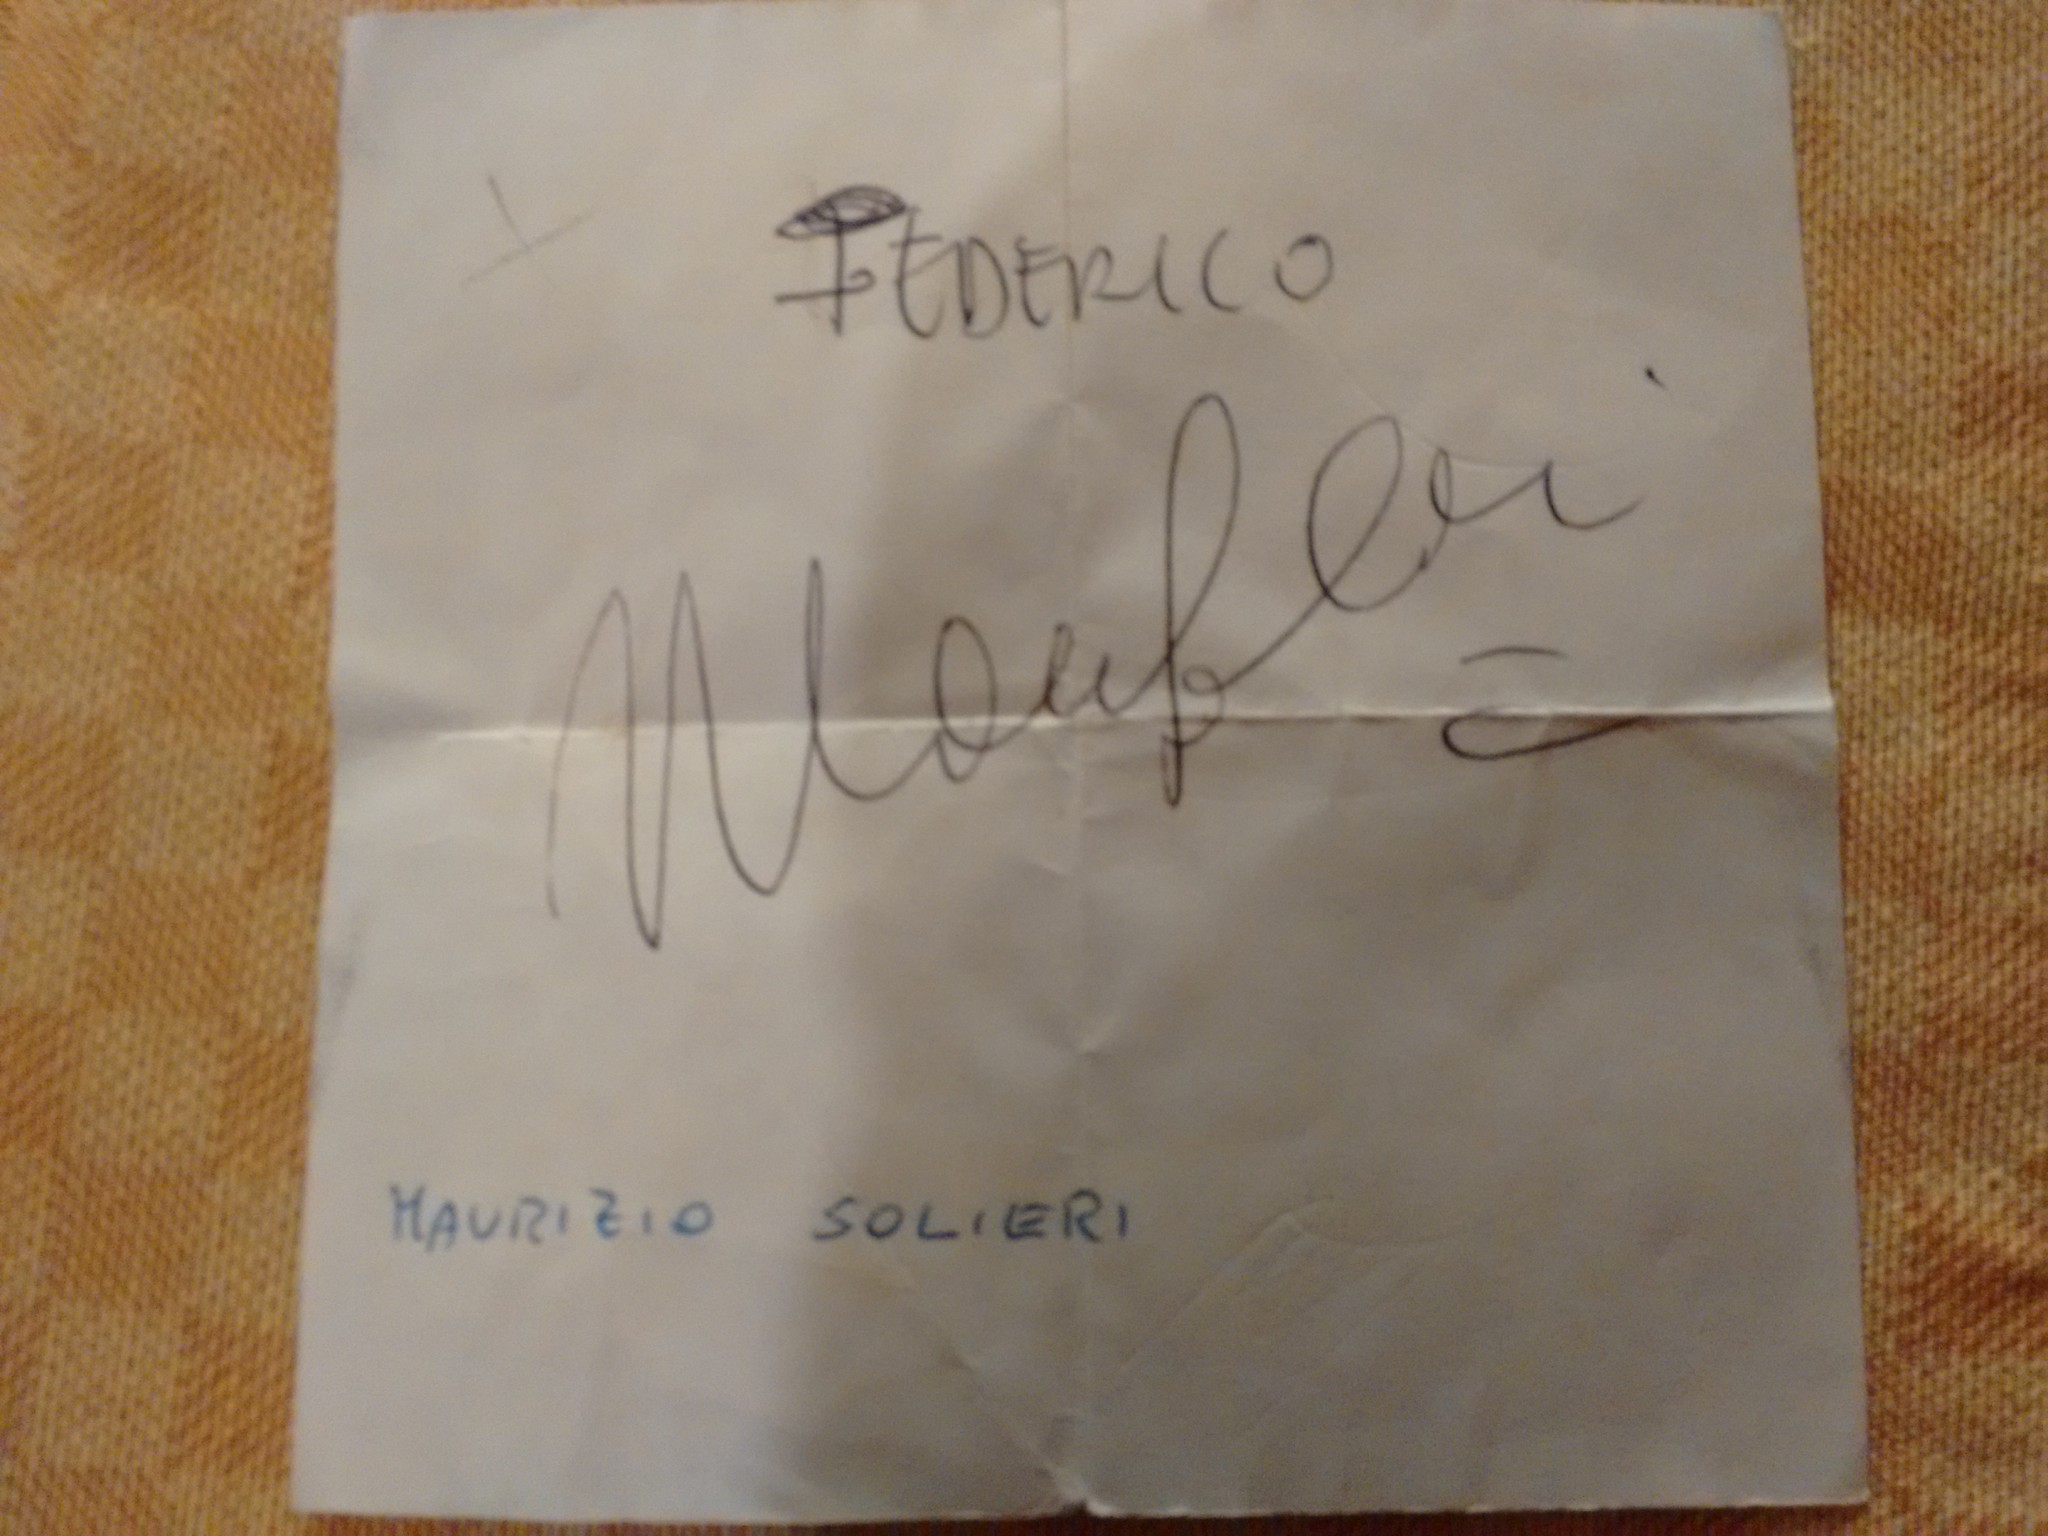 + FEDERICO
MAURIZIO SOLIERI